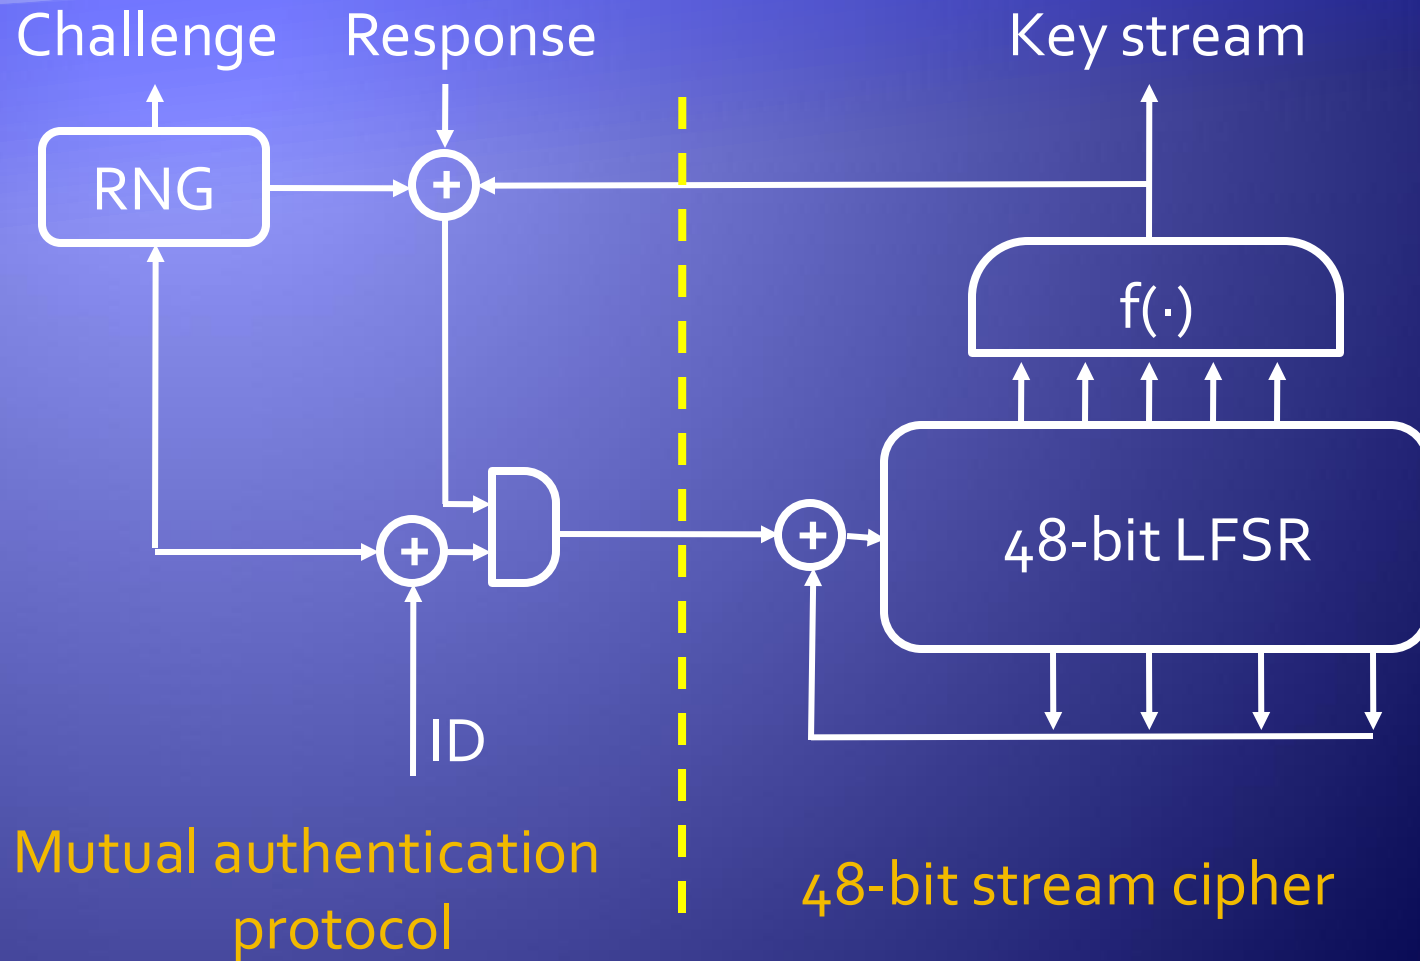 Challenge
Response
Key stream
RNG
+
f(·)
48-bit LFSR
+
+
ID
Mutual authentication
protocol
48-bit stream cipher